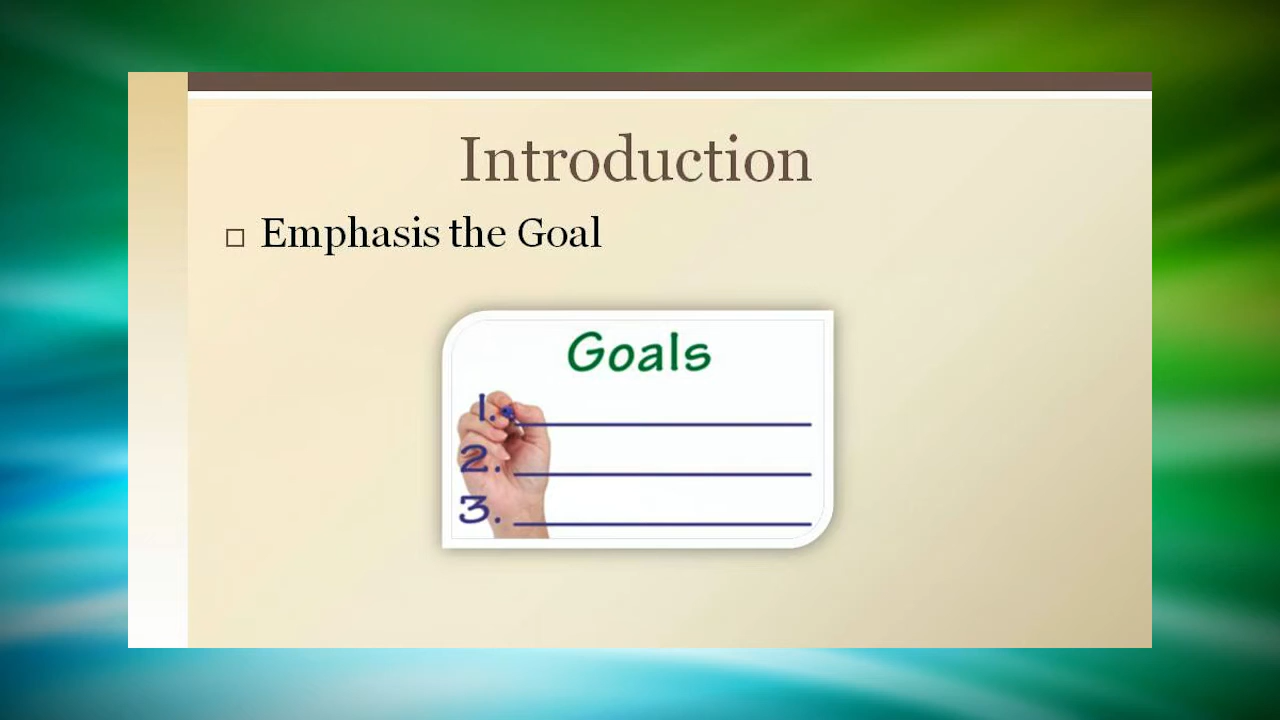 Introduction
Emphasis the Goal
Goals
1.
2.
3.